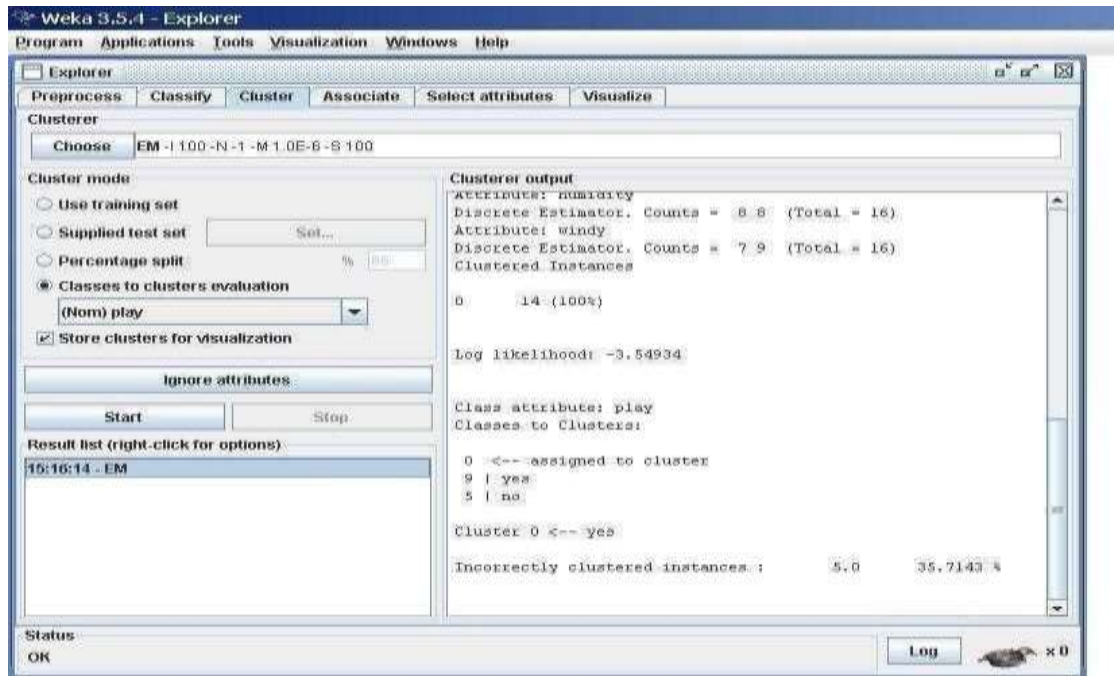 Weka 3.5.4 - Explorer
Program Applications Tools Visualization Windows Help
Explorer
Preprocess Classify Cluster Associate Select attributes Visualize
Clusterer
Choose EM -I 100 -N -1 -M 1.0E-6 -S 100
Cluster mode
Use training set
Supplied test set Set...
Percentage split %
Classes to clusters evaluation
(Nom) play
Store clusters for visualization
Ignore attributes
Start Stop
Result list (right-click for options)
15:16:14 - EM
Clusterer output
Attribute: humidity
Discrete Estimator. Counts = 8 8 (Total = 16)
Attribute: windy
Discrete Estimator. Counts = 7 9 (Total = 16)
Clustered Instances
0 14 (100%)
Log likelihood: -3.54934
Class attribute: play
Classes to Clusters:
0 <-- assigned to cluster
9 | yes
5 | no
Cluster 0 <-- yes
Incorrectly clustered instances : 5.0 35.7143 %
Status
OK
Log x 0